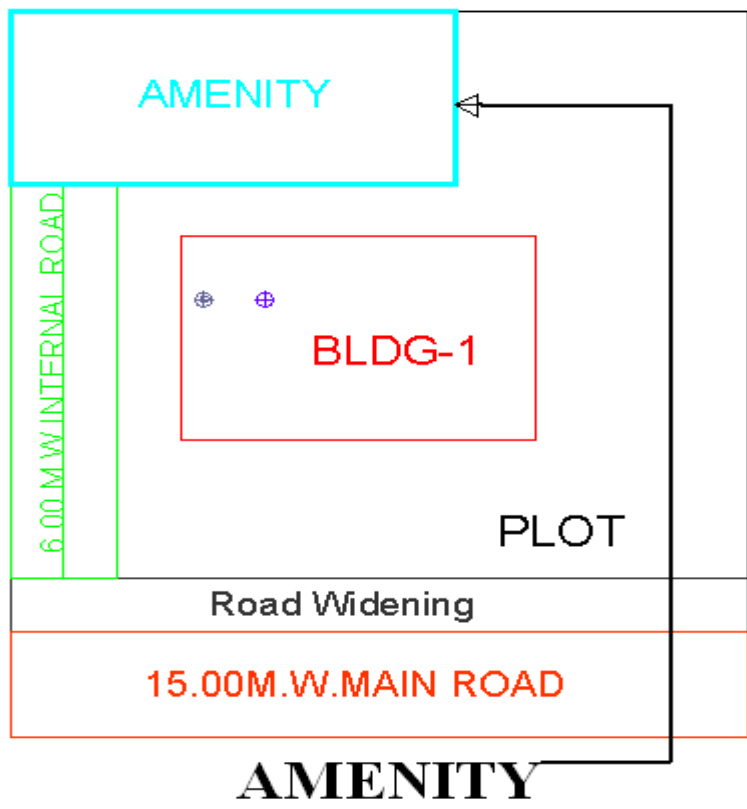 AMENITY
6.00 M.W.INTERNAL ROAD
BLDG-1
PLOT
Road Widening
15.00M.W.MAIN ROAD
AMENITY